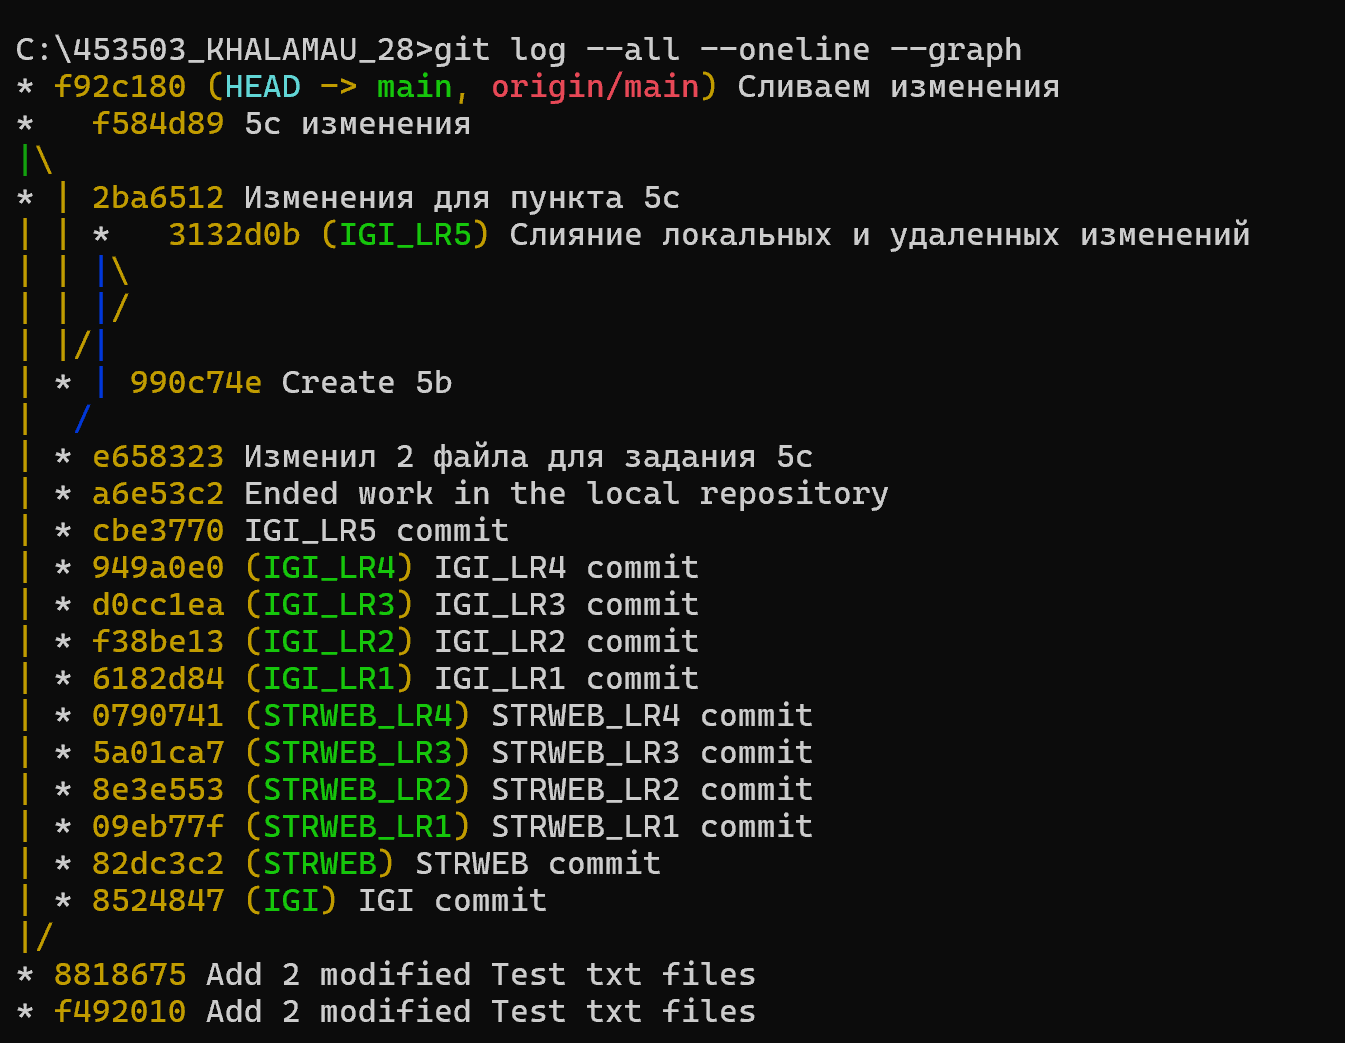 C:\453503_KHALAMAU_28>git log --all --oneline --graph
* f92c180 (HEAD -> main, origin/main) Сливаем изменения
*   f584d89 5с изменения
|\
* | 2ba6512 Изменения для пункта 5с
| | *   3132d0b (IGI_LR5) Слияние локальных и удаленных изменений
| | |\
| | |/
| |/|
| * | 990c74e Create 5b
|  /
| * e658323 Изменил 2 файла для задания 5с
| * a6e53c2 Ended work in the local repository
| * cbe3770 IGI_LR5 commit
| * 949a0e0 (IGI_LR4) IGI_LR4 commit
| * d0cc1ea (IGI_LR3) IGI_LR3 commit
| * f38be13 (IGI_LR2) IGI_LR2 commit
| * 6182d84 (IGI_LR1) IGI_LR1 commit
| * 0790741 (STRWEB_LR4) STRWEB_LR4 commit
| * 5a01ca7 (STRWEB_LR3) STRWEB_LR3 commit
| * 8e3e553 (STRWEB_LR2) STRWEB_LR2 commit
| * 09eb77f (STRWEB_LR1) STRWEB_LR1 commit
| * 82dc3c2 (STRWEB) STRWEB commit
| * 8524847 (IGI) IGI commit
|/
* 8818675 Add 2 modified Test txt files
* f492010 Add 2 modified Test txt files